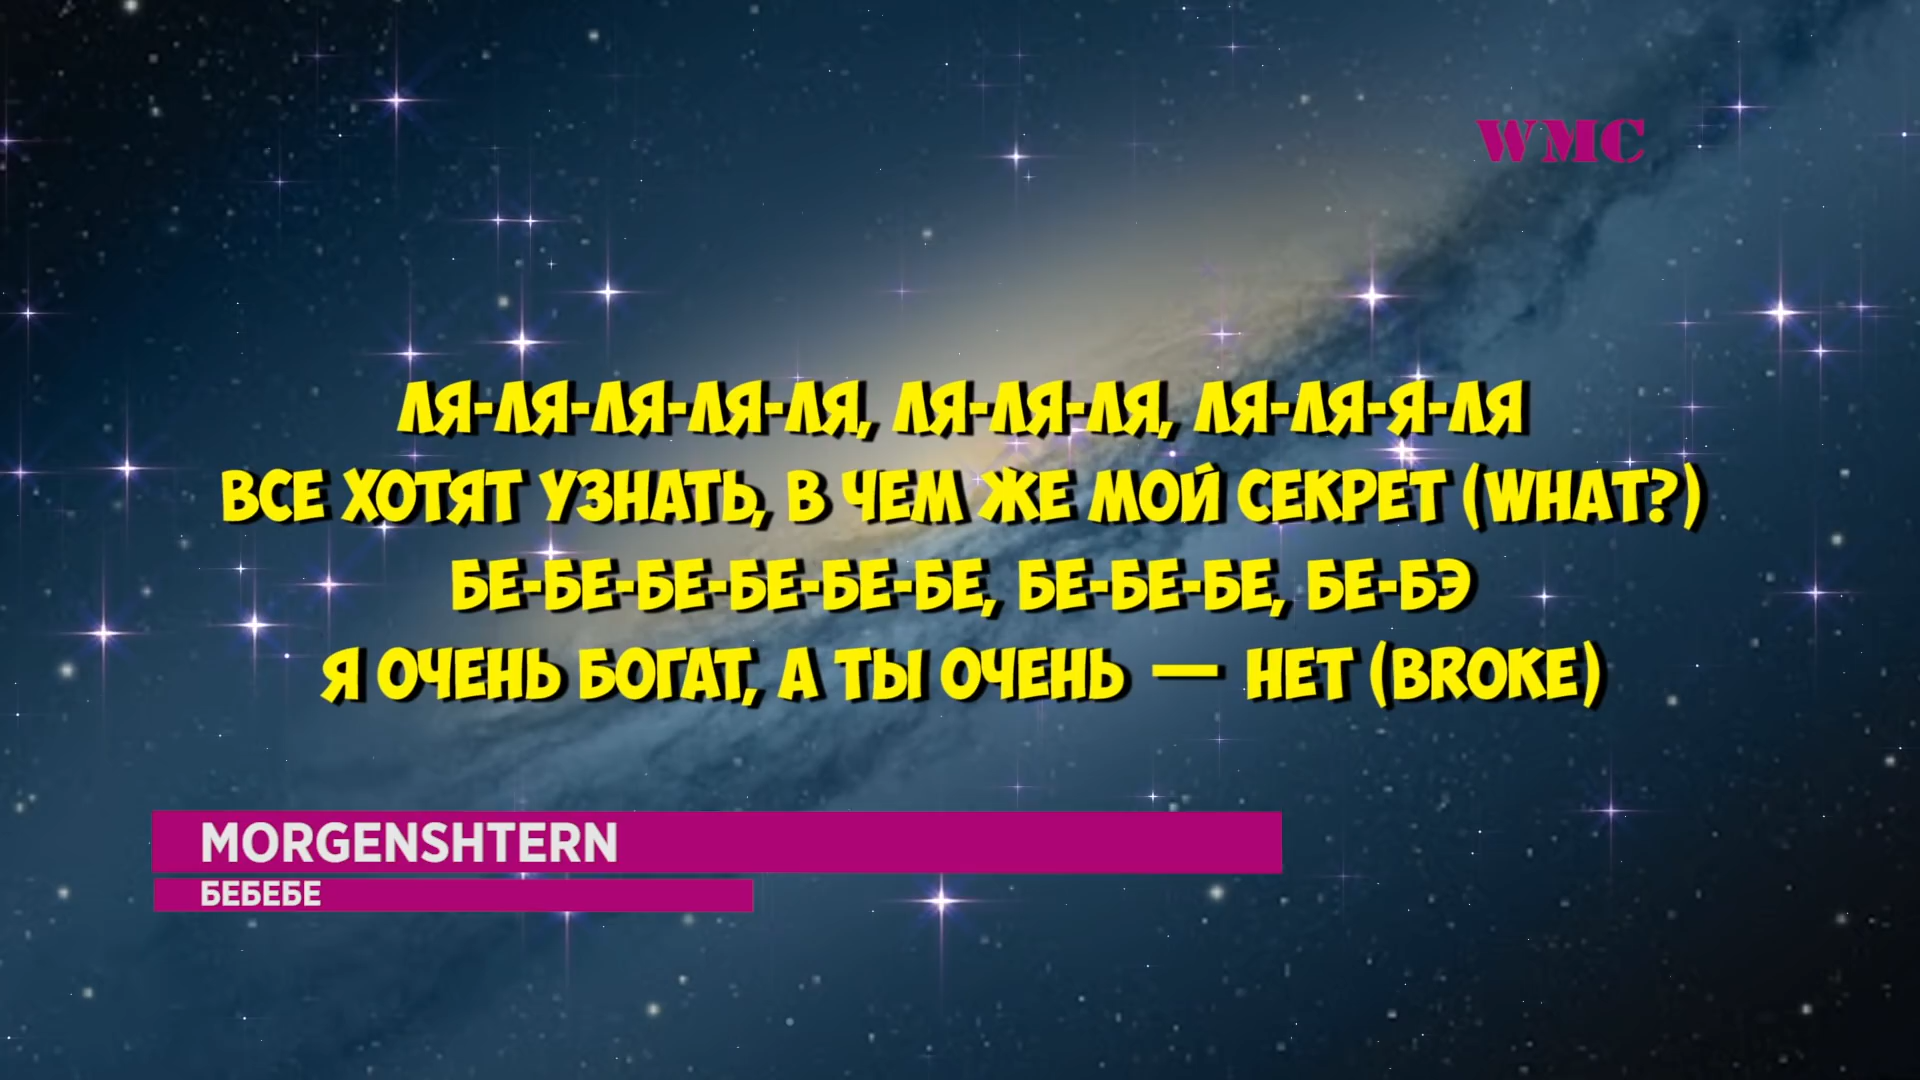 WMC
ЛЯ-ЛЯ-ЛЯ-ЛЯ-ЛЯ, ЛЯ-ЛЯ-ЛЯ, ЛЯ-ЛЯ-Я-ЛЯ
ВСЕ ХОТЯТ УЗНАТЬ, В ЧЕМ ЖЕ МОЙ СЕКРЕТ (WHAT?)
БЕ-БЕ-БЕ-БЕ-БЕ-БЕ, БЕ-БЕ-БЕ, БЕ-БЭ
Я ОЧЕНЬ БОГАТ, А ТЫ ОЧЕНЬ — НЕТ (BROKE)
MORGENSHTERN
БЕБЕБЕ